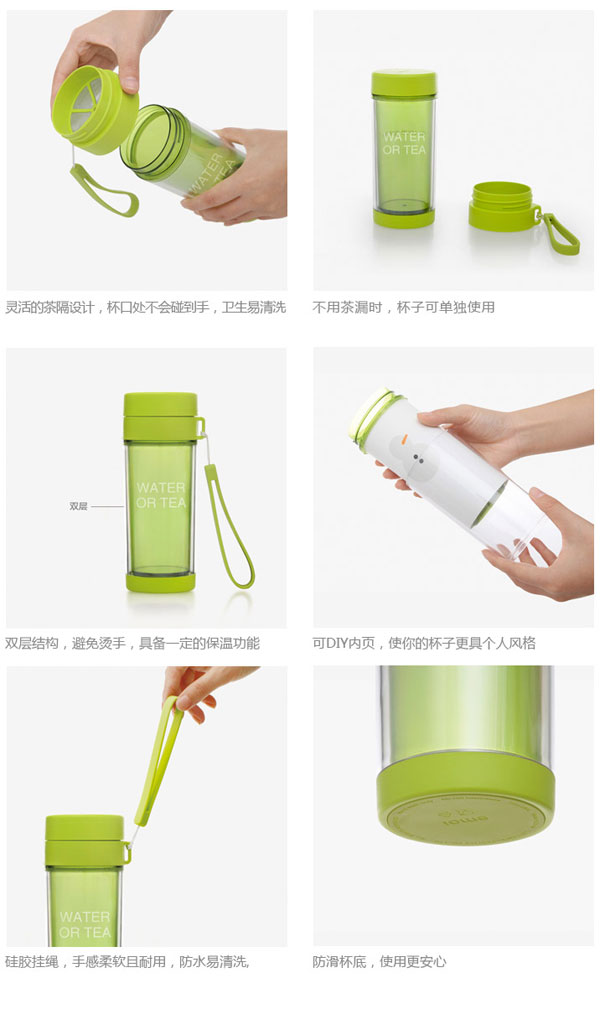 WATER
OR TEA
WATER
OR TEA
灵活的茶隔设计，杯口处不会碰到手，卫生易清洗
不用茶漏时，杯子可单独使用
双层
WATER
OR TEA
双层结构，避免烫手，具备一定的保温功能
可DIY内页，使你的杯子更具个人风格
WATER
OR TEA
硅胶挂绳，手感柔软且耐用，防水易清洗,
防滑杯底，使用更安心